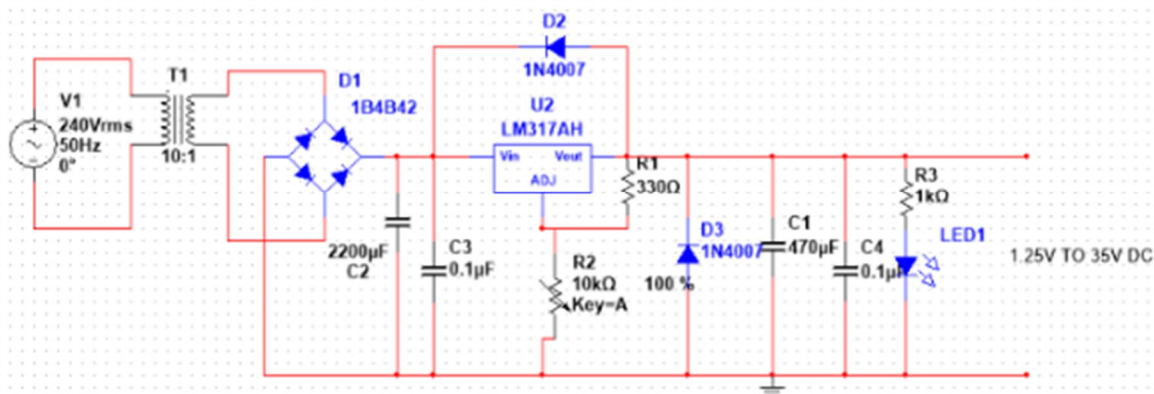 V1
240Vrms
50Hz
0°
T1
10:1
D1
1B4B42
2200µF
C2
C3
0.1µF
D2
1N4007
U2
LM317AH
Vin
Vout
ADJ
R1
330Ω
R2
10kΩ
Key=A
100 %
D3
1N4007
C1
470µF
C4
0.1µF
R3
1kΩ
LED1
1.25V TO 35V DC